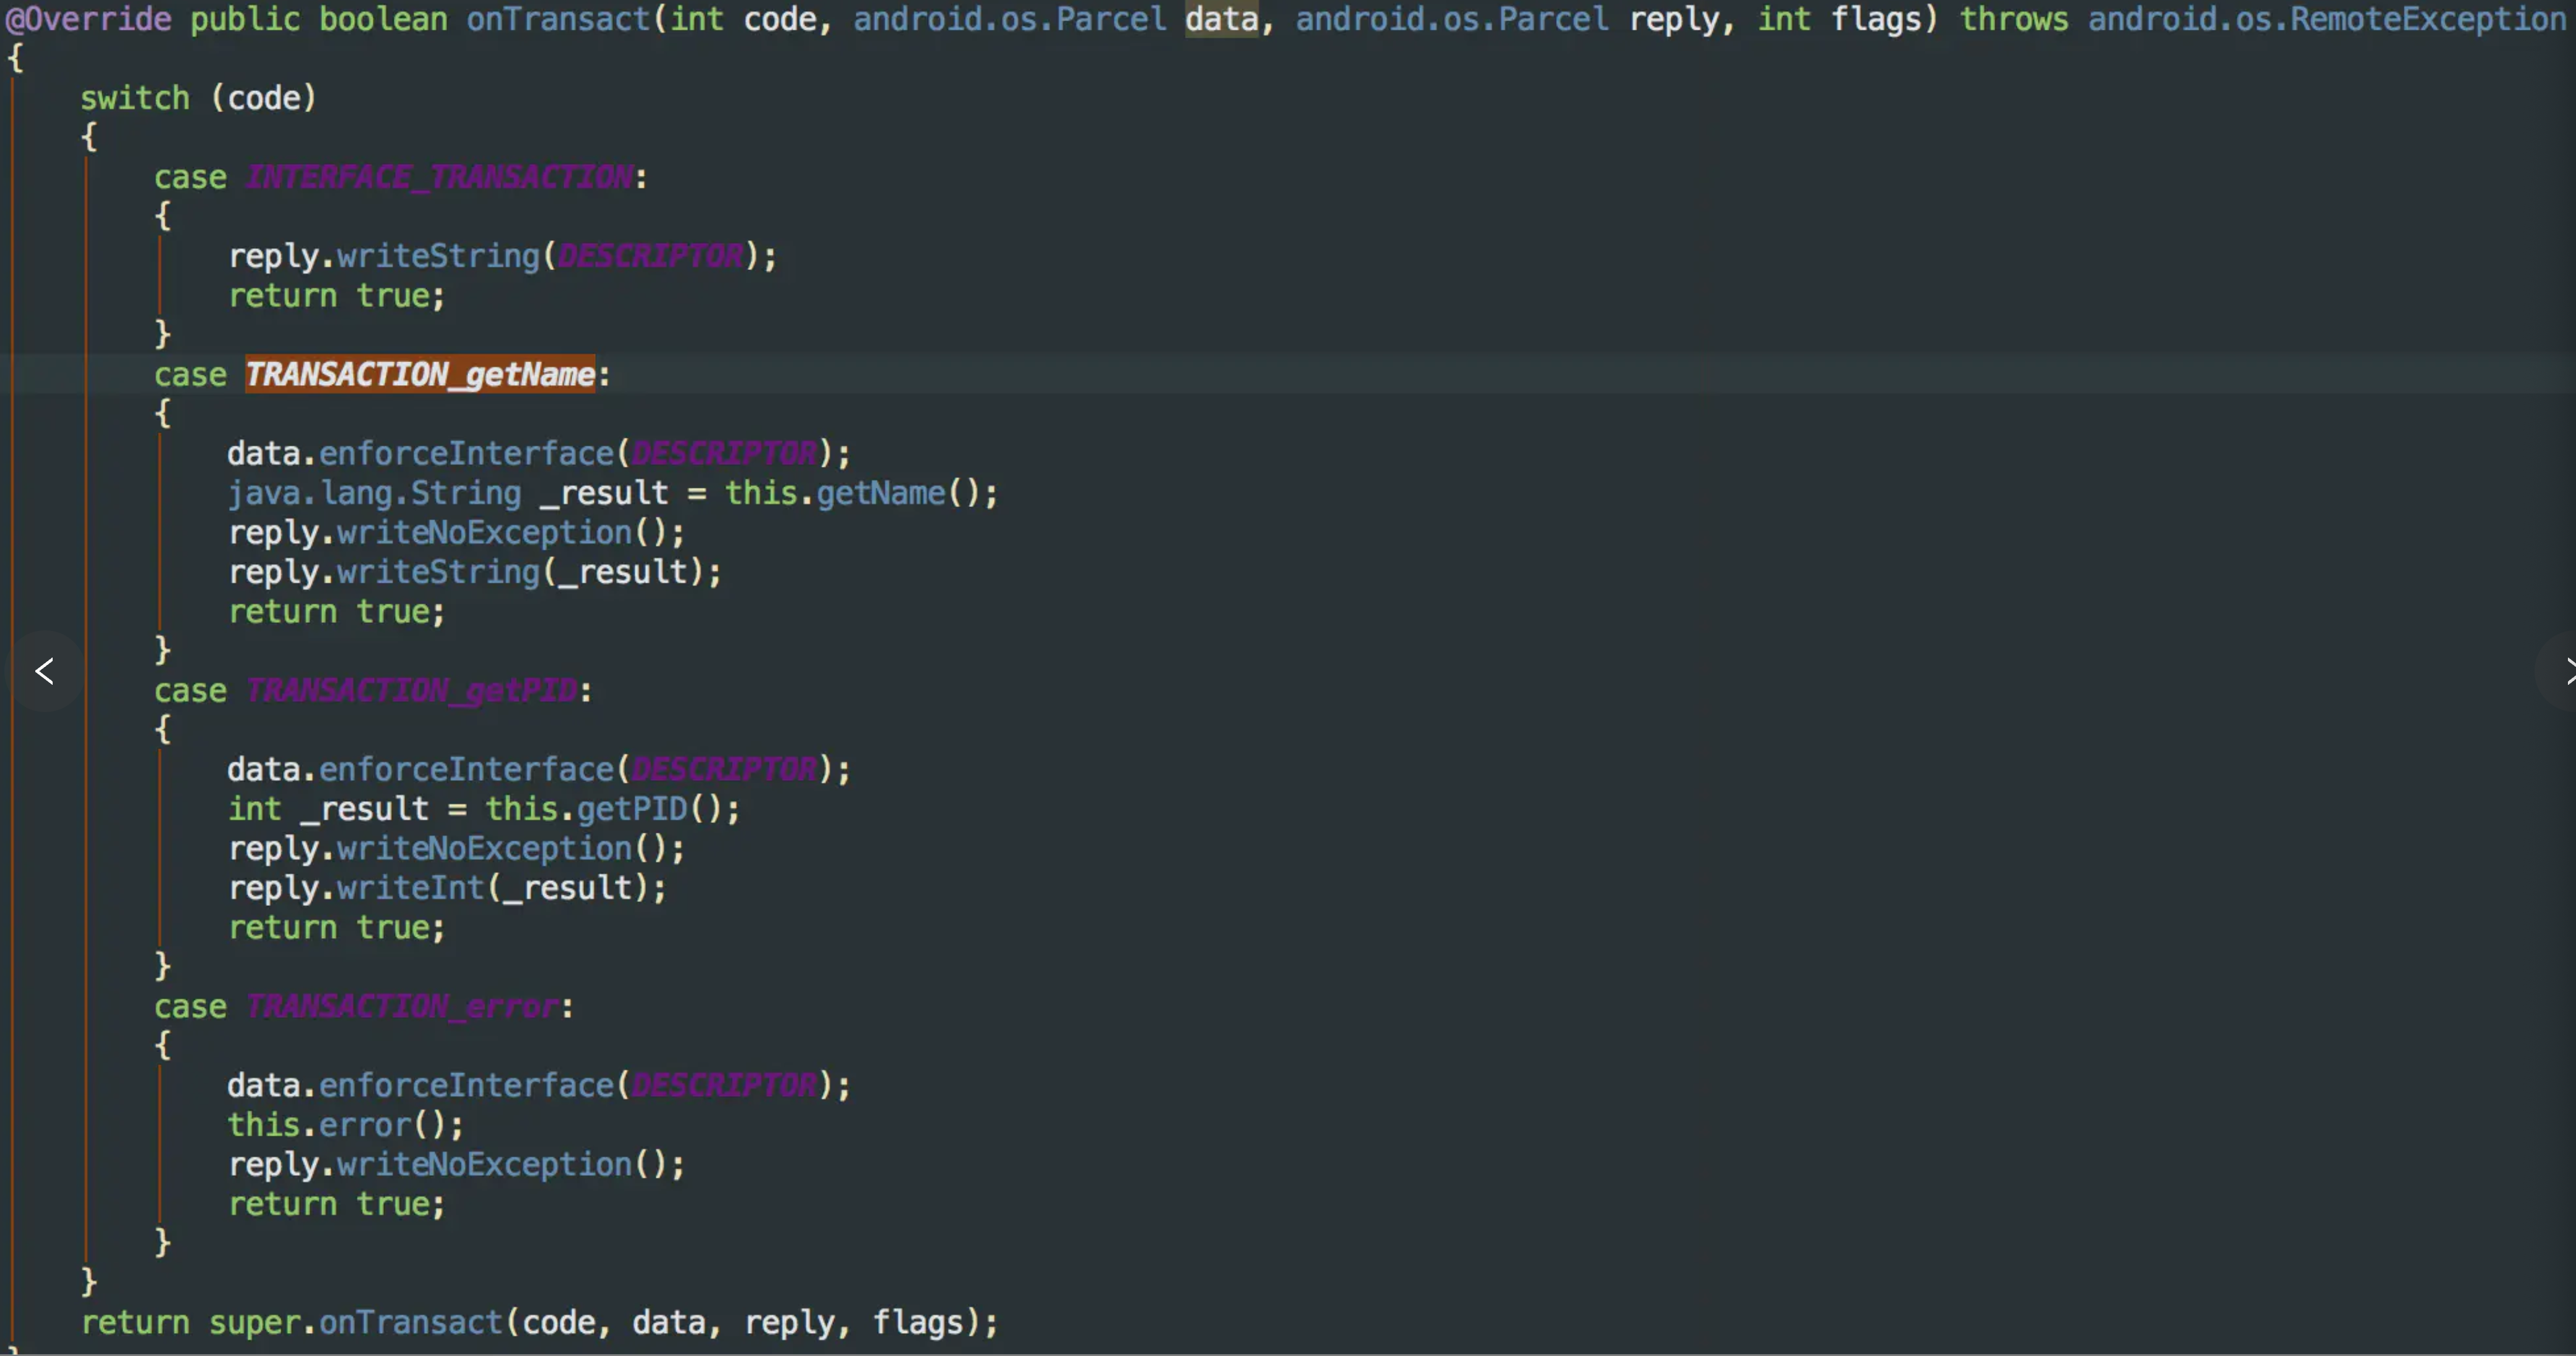 @Override public boolean onTransact(int code, android.os.Parcel data, android.os.Parcel reply, int flags) throws android.os.RemoteException
{
switch (code)
{
case INTERFACE_TRANSACTION:
{
reply.writeString(DESCRIPTOR);
return true;
}
case TRANSACTION_getName:
{
data.enforceInterface(DESCRIPTOR);
java.lang.String _result = this.getName();
reply.writeNoException();
reply.writeString(_result);
return true;
}
case TRANSACTION_getPID:
{
data.enforceInterface(DESCRIPTOR);
int _result = this.getPID();
reply.writeNoException();
reply.writeInt(_result);
return true;
}
case TRANSACTION_error:
{
data.enforceInterface(DESCRIPTOR);
this.error();
reply.writeNoException();
return true;
}
}
return super.onTransact(code, data, reply, flags);
}